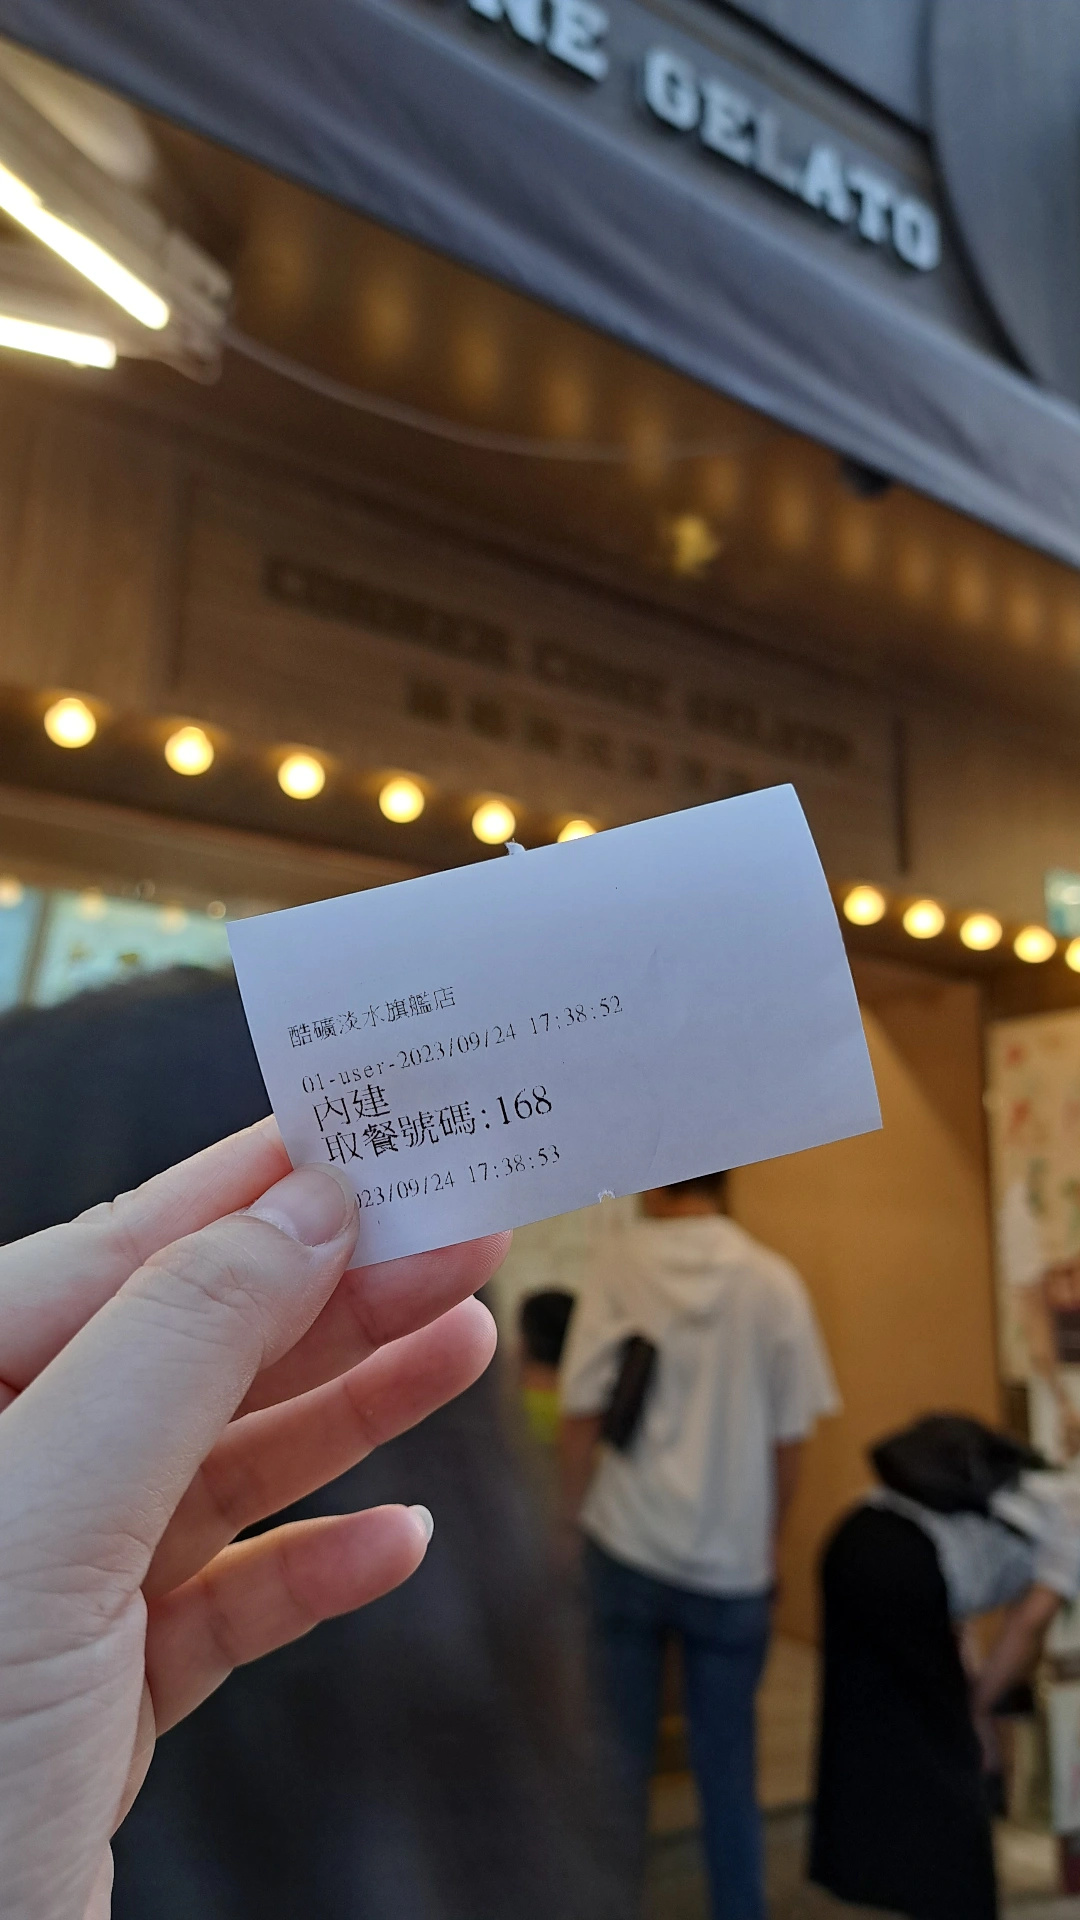 NE GELATO
酷礦淡水旗艦店
01-user-2023/09/24 17:38:52
內建
取餐號碼:168
023/09/24 17:38:53